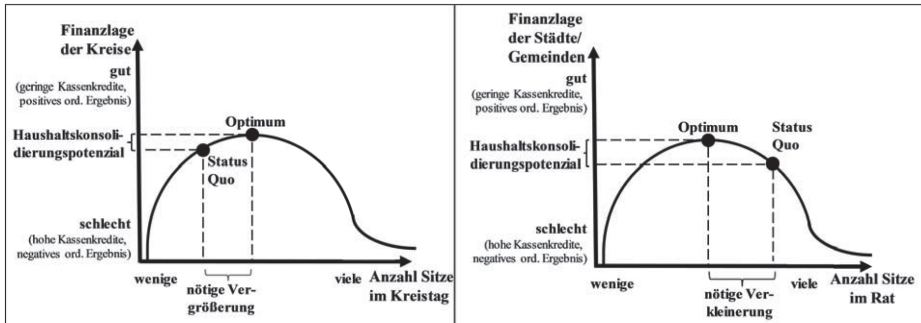 Finanzlage
der Kreise
gut
(geringe Kassenkredite,
positives ord. Ergebnis)
Optimum
Haushaltskonsoli-
dierungspotenzial
Status
Quo
schlecht
(hohe Kassenkredite,
negatives ord. Ergebnis)
wenige
viele
Anzahl Sitze
im Kreistag
nötige Ver-
größerung
Finanzlage
der Städte/
Gemeinden
gut
(geringe Kassenkredite,
positives ord. Ergebnis)
Optimum
Status
Quo
Haushaltskonsoli-
dierungspotenzial
schlecht
(hohe Kassenkredite,
negatives ord. Ergebnis)
wenige
viele
Anzahl Sitze
im Rat
nötige Ver-
kleinerung